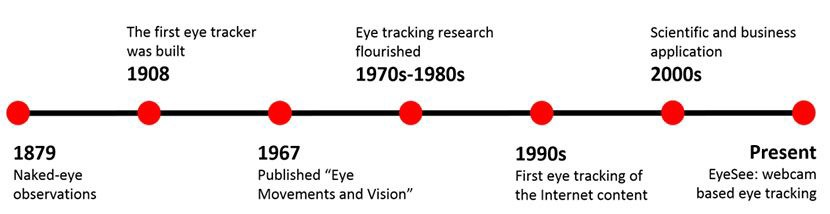 The first eye tracker
was built
1908
Eye tracking research
flourished
1970s-1980s
Scientific and business
application
2000s
1879
Naked-eye
observations
1967
Published “Eye
Movements and Vision”
1990s
First eye tracking of
the Internet content
Present
EyeSee: webcam
based eye tracking